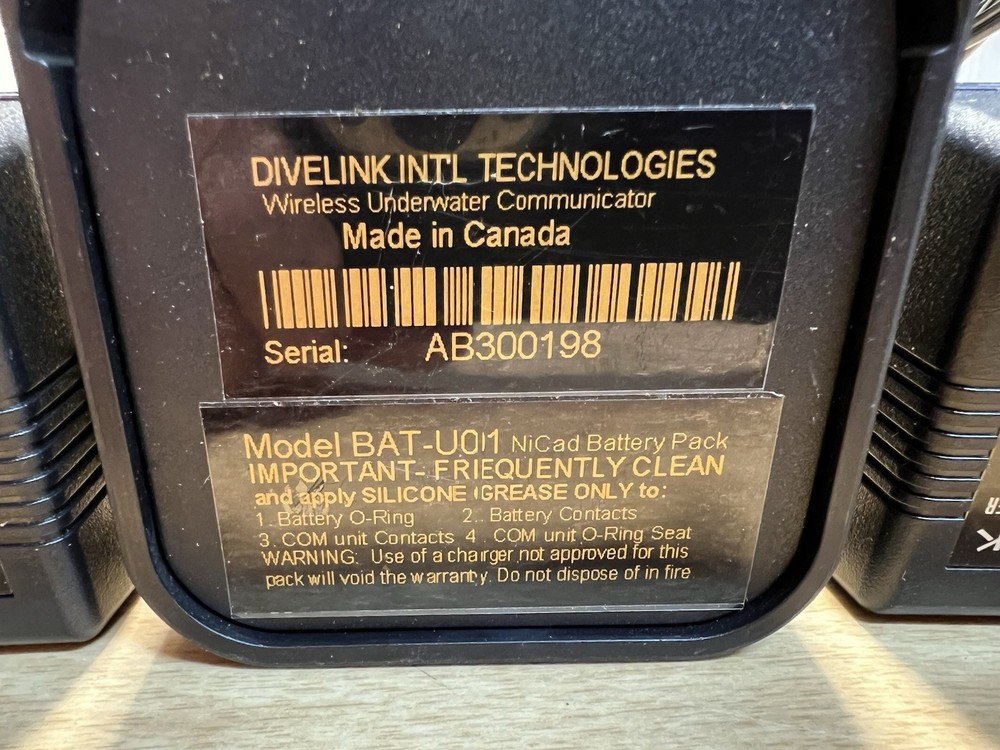 DIVELINK INTL TECHNOLOGIES
Wireless Underwater Communicator
Made in Canada
Serial: AB300198
Model BAT-U01 NiCad Battery Pack
IMPORTANT- FREQUENTLY CLEAN
and apply SILICONE GREASE ONLY to:
1. Battery O-Ring 2. Battery Contacts
3. COM unit Contacts 4. COM unit O-Ring Seat
WARNING: Use of a charger not approved for this
pack will void the warranty. Do not dispose of in fire